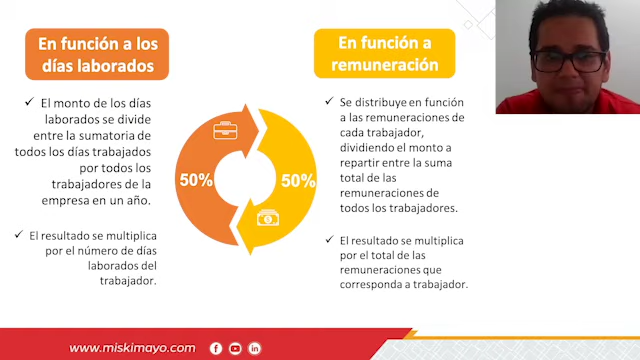 En función a los
días laborados
✓ El monto de los días
laborados se divide
entre la sumatoria de
todos los días trabajados
por todos los
trabajadores de la
empresa en un año.
✓ El resultado se multiplica
por el número de días
laborados del
trabajador.
50%
50%
En función a
remuneración
✓ Se distribuye en función
a las remuneraciones de
cada trabajador,
dividiendo el monto a
repartir entre la suma
total de las
remuneraciones de
todos los trabajadores.
✓ El resultado se multiplica
por el total de las
remuneraciones que
corresponda a trabajador.
www.miskimayo.com